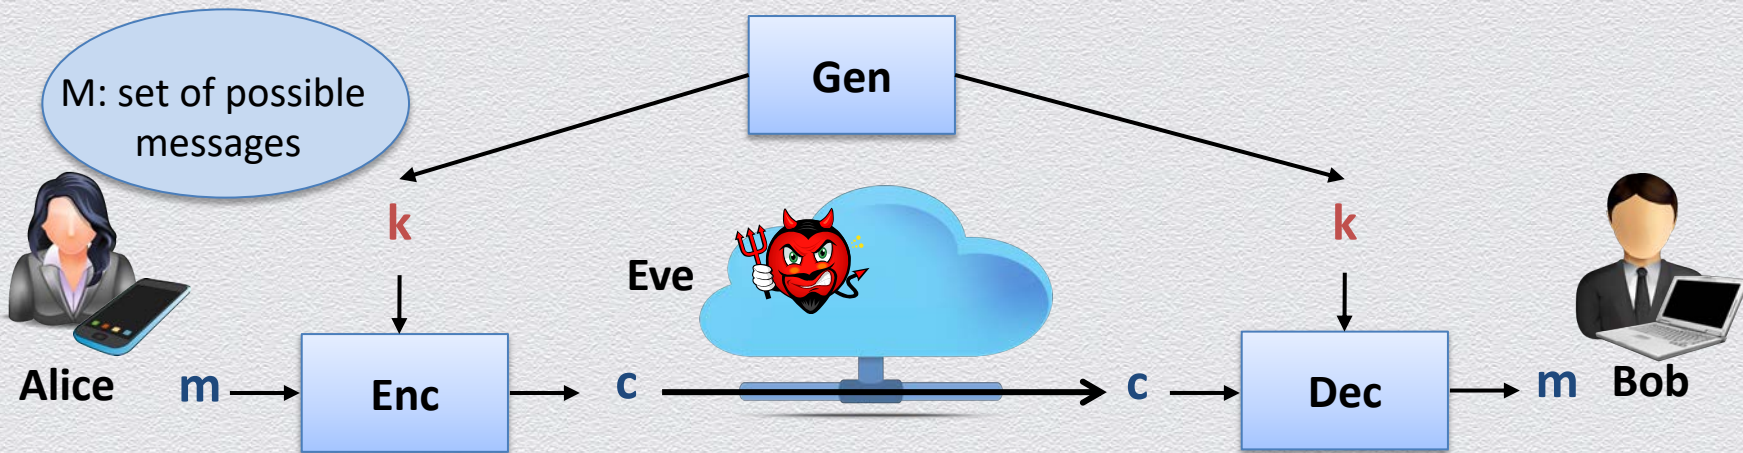 Gen
M: set of possible
messages
k
k
Eve
Alice
m
Enc
c
c
Dec
m
Bob